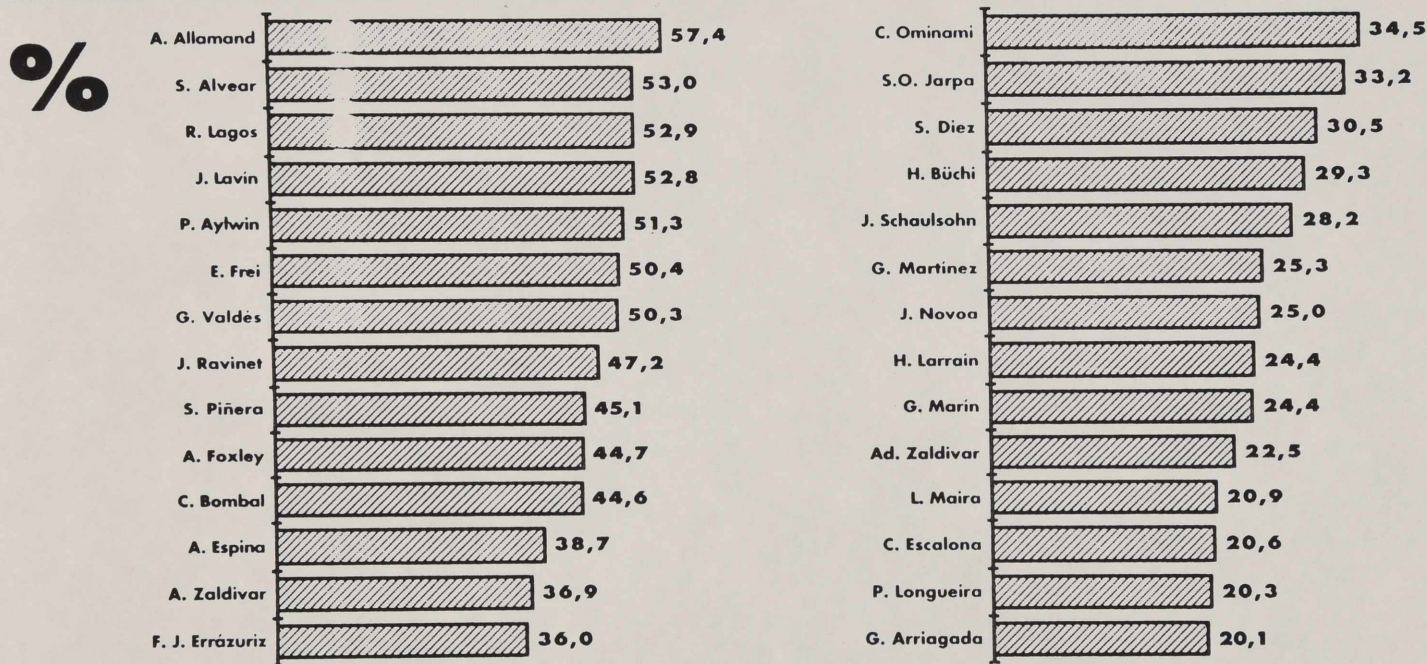 %
A. Allamand 57,4
S. Alvear 53,0
R. Lagos 52,9
J. Lavin 52,8
P. Aylwin 51,3
E. Frei 50,4
G. Valdés 50,3
J. Ravinet 47,2
S. Piñera 45,1
A. Foxley 44,7
C. Bombal 44,6
A. Espina 38,7
A. Zaldivar 36,9
F. J. Errázuriz 36,0
C. Ominami 34,5
S.O. Jarpa 33,2
S. Diez 30,5
H. Büchi 29,3
J. Schaulsohn 28,2
G. Martinez 25,3
J. Novoa 25,0
H. Larrain 24,4
G. Marin 24,4
Ad. Zaldivar 22,5
L. Maira 20,9
C. Escalona 20,6
P. Longueira 20,3
G. Arriagada 20,1